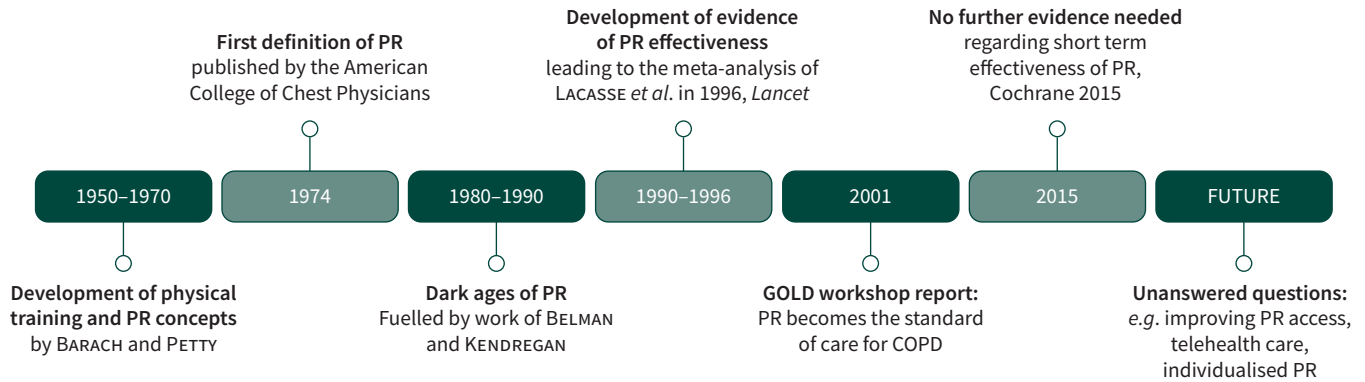 First definition of PR
published by the American
College of Chest Physicians
Development of evidence
of PR effectiveness
leading to the meta-analysis of
LACASSE et al. in 1996, Lancet
No further evidence needed
regarding short term
effectiveness of PR,
Cochrane 2015
1950–1970
1974
1980–1990
1990–1996
2001
2015
FUTURE
Development of physical
training and PR concepts
by BARACH and PETTY
Dark ages of PR
Fuelled by work of BELMAN
and KENDREGAN
GOLD workshop report:
PR becomes the standard
of care for COPD
Unanswered questions:
e.g. improving PR access,
telehealth care,
individualised PR